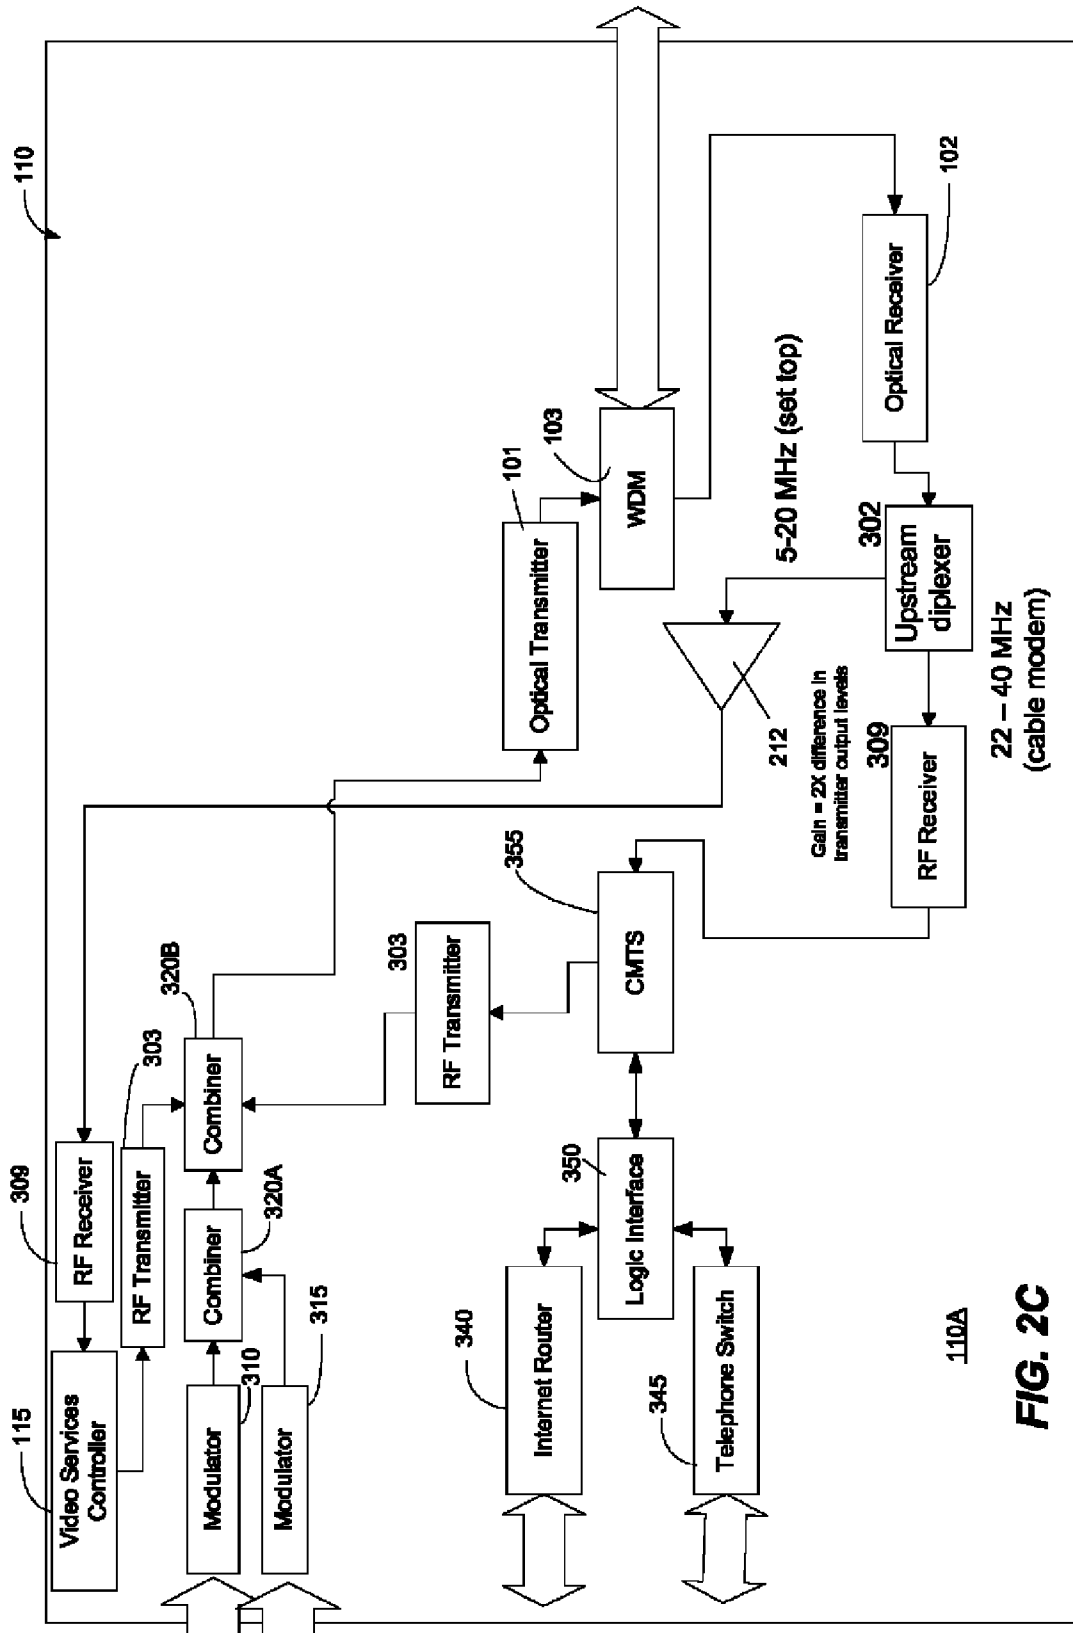 110
115
Video Services
Controller
309
RF Receiver
RF Transmitter
303
320B
Modulator
310
Combiner
320A
Combiner
Modulator
315
303
RF Transmitter
Optical Transmitter
101
340
Internet Router
350
Logic Interface
355
CMTS
103
WDM
345
Telephone Switch
212
Gain = 2X difference in
transmitter output levels
5-20 MHz (set top)
309
RF Receiver
302
Upstream
diplexer
Optical Receiver
102
22 – 40 MHz
(cable modem)
110A
FIG. 2C